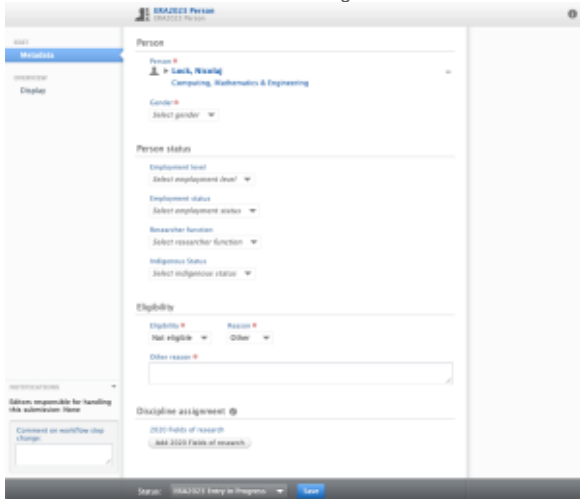 ERA2023 Person
ERA2023 Person
EDIT
Metadata
OVERVIEW
Display
Person
Person *
Computing, Mathematics & Engineering
Gender *
Select gender
Person status
Employment level
Select employment level
Employment status
Select employment status
Researcher function
Select researcher function
Indigenous Status
Select indigenous status
Eligibility
Eligibility * Reason *
Not eligible Other
Other reason *
NOTIFICATIONS
Editors responsible for handling
this submission: None
Comment on workflow step
change:
Discipline assignment
2020 Fields of research
Add 2020 Fields of research
Status: ERA2023 Entry in Progress Save